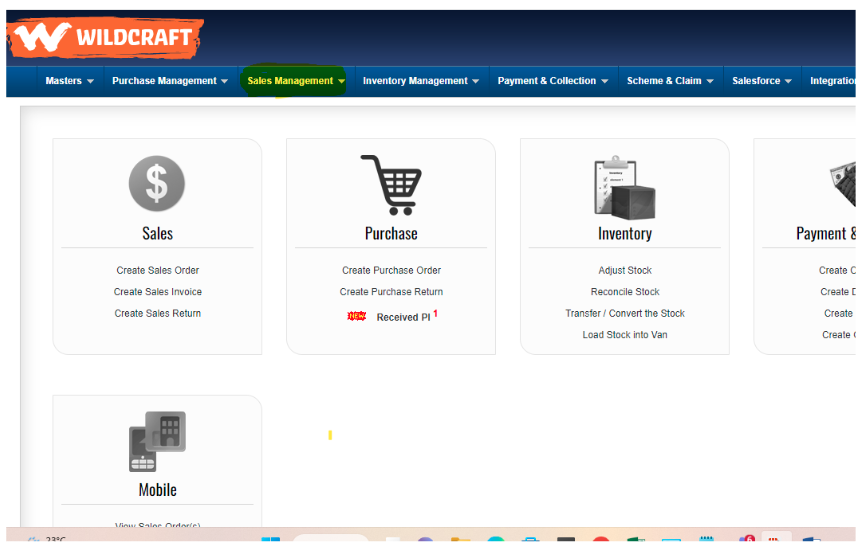 WILDCRAFT
Masters Purchase Management Sales Management Inventory Management Payment & Collection Scheme & Claim Salesforce Integration
Sales
Create Sales Order
Create Sales Invoice
Create Sales Return
Purchase
Create Purchase Order
Create Purchase Return
NEW Received PI 1
Inventory
Adjust Stock
Reconcile Stock
Transfer / Convert the Stock
Load Stock into Van
Payment &
Create
Create
Create
Create
Mobile
View Sales Order(s)
23°C
6